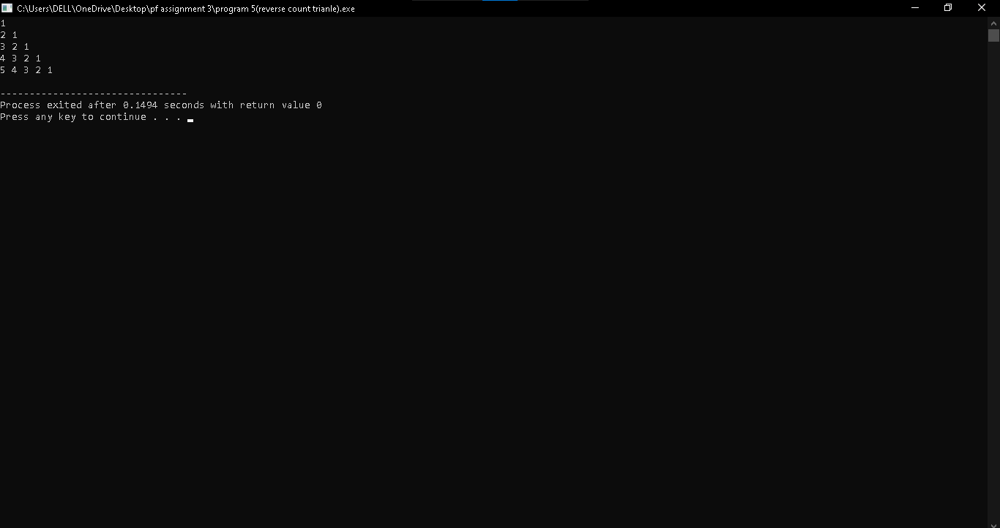 C:\Users\DELL\OneDrive\Desktop\pf assignment 3\program 5(reverse count trianle).exe
1
2 1
3 2 1
4 3 2 1
5 4 3 2 1
--------------------------------
Process exited after 0.1494 seconds with return value 0
Press any key to continue . . .